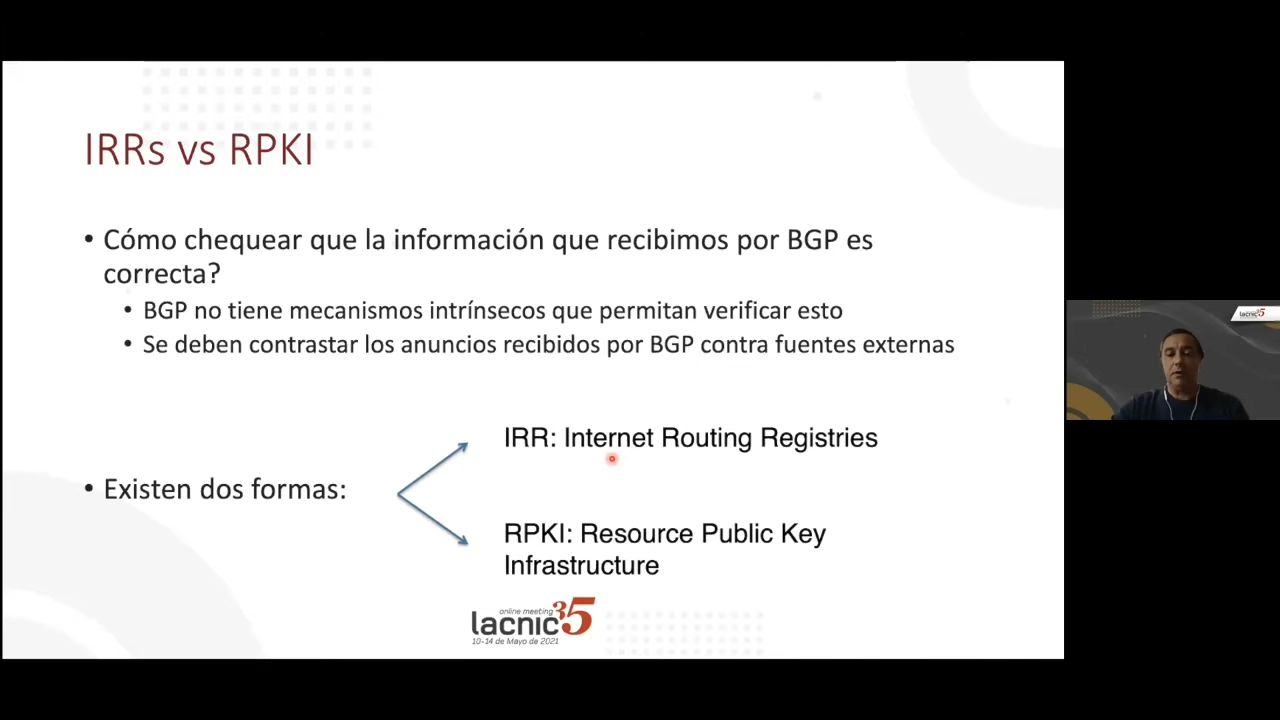 IRRs vs RPKI
• Cómo chequear que la información que recibimos por BGP es
correcta?
• BGP no tiene mecanismos intrínsecos que permitan verificar esto
• Se deben contrastar los anuncios recibidos por BGP contra fuentes externas
IRR: Internet Routing Registries
• Existen dos formas:
RPKI: Resource Public Key
Infrastructure
online meeting
lacnic35
10-14 de Mayo de 2021
lacnic35